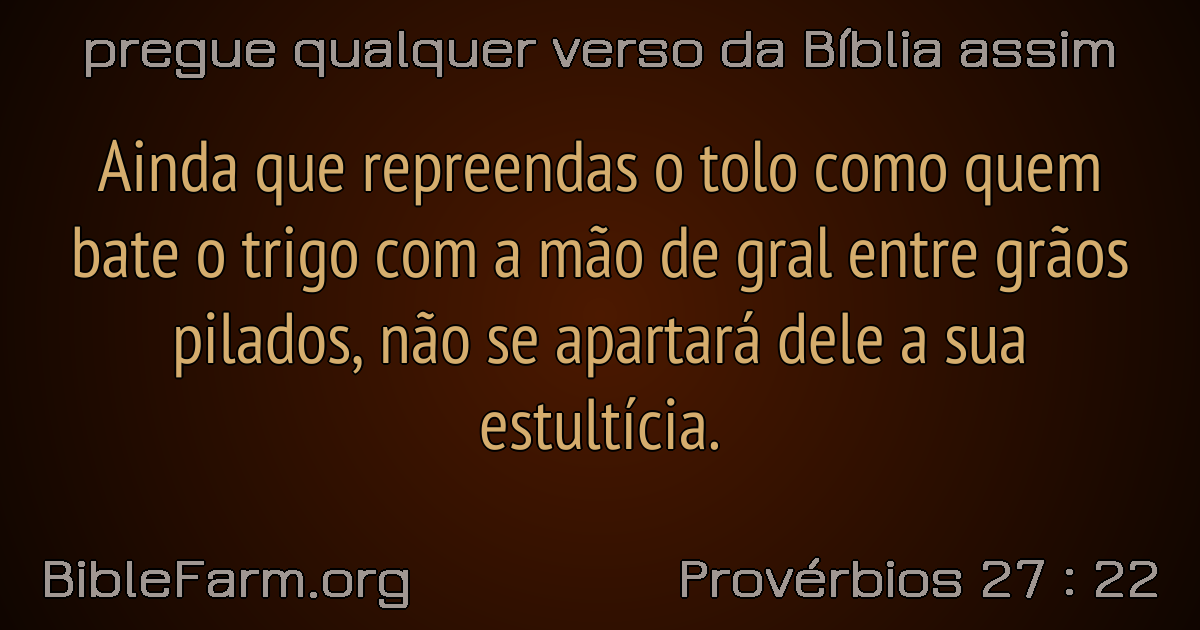 pregue qualquer verso da Bíblia assim
Ainda que repreendas o tolo como quem
bate o trigo com a mão de gral entre grãos
pilados, não se apartará dele a sua
estultícia.
BibleFarm.org
Provérbios 27 : 22